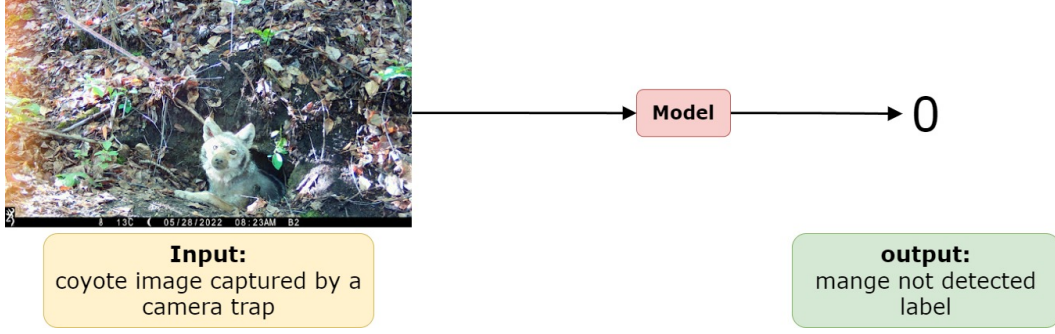 13C 05/28/2022 08:23AM B2
Model
0
Input:
coyote image captured by a
camera trap
output:
mange not detected
label